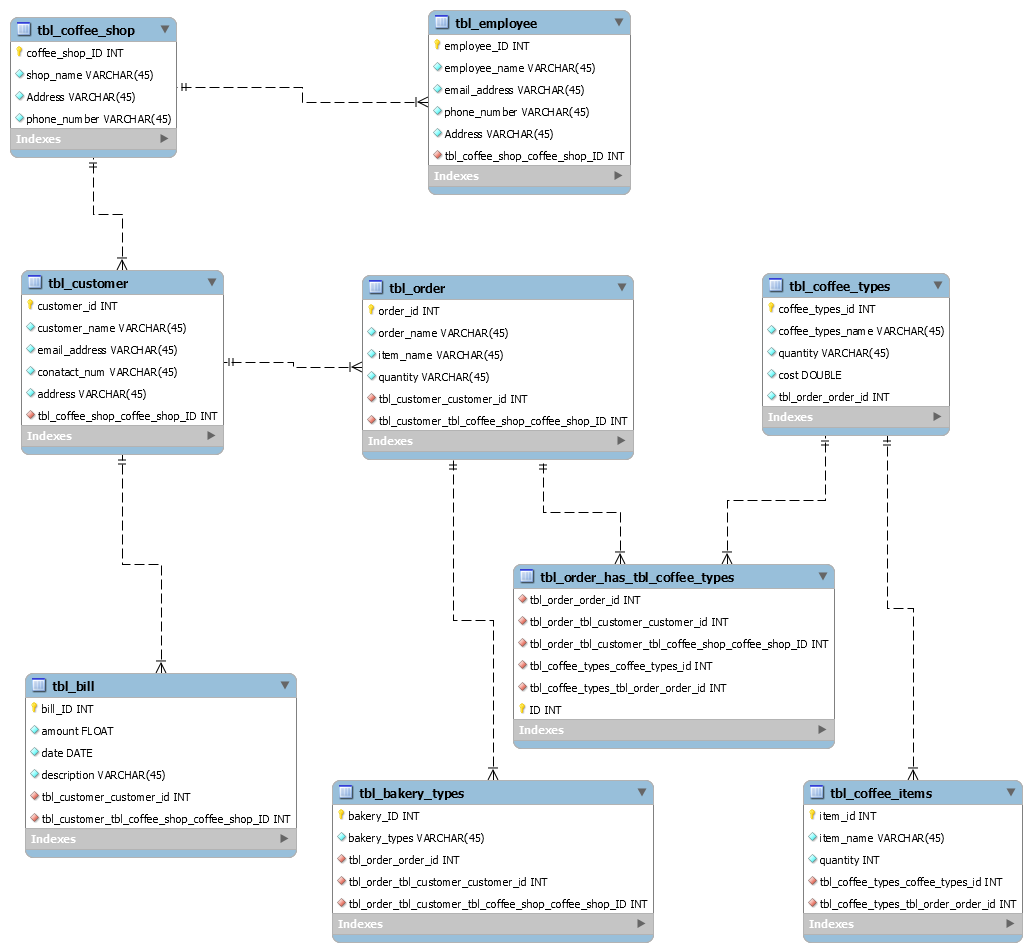 tbl_coffee_shop
coffee_shop_ID INT
shop_name VARCHAR(45)
Address VARCHAR(45)
phone_number VARCHAR(45)
Indexes
tbl_employee
employee_ID INT
employee_name VARCHAR(45)
email_address VARCHAR(45)
phone_number VARCHAR(45)
Address VARCHAR(45)
tbl_coffee_shop_coffee_shop_ID INT
Indexes
tbl_customer
customer_id INT
customer_name VARCHAR(45)
email_address VARCHAR(45)
conatact_num VARCHAR(45)
address VARCHAR(45)
tbl_coffee_shop_coffee_shop_ID INT
Indexes
tbl_order
order_id INT
order_name VARCHAR(45)
item_name VARCHAR(45)
quantity VARCHAR(45)
tbl_customer_customer_id INT
tbl_customer_tbl_coffee_shop_coffee_shop_ID INT
Indexes
tbl_coffee_types
coffee_types_id INT
coffee_types_name VARCHAR(45)
quantity VARCHAR(45)
cost DOUBLE
tbl_order_order_id INT
Indexes
tbl_order_has_tbl_coffee_types
tbl_order_order_id INT
tbl_order_tbl_customer_customer_id INT
tbl_order_tbl_customer_tbl_coffee_shop_coffee_shop_ID INT
tbl_coffee_types_coffee_types_id INT
tbl_coffee_types_tbl_order_order_id INT
ID INT
Indexes
tbl_bill
bill_ID INT
amount FLOAT
date DATE
description VARCHAR(45)
tbl_customer_customer_id INT
tbl_customer_tbl_coffee_shop_coffee_shop_ID INT
Indexes
tbl_bakery_types
bakery_ID INT
bakery_types VARCHAR(45)
tbl_order_order_id INT
tbl_order_tbl_customer_customer_id INT
tbl_order_tbl_customer_tbl_coffee_shop_coffee_shop_ID INT
Indexes
tbl_coffee_items
item_id INT
item_name VARCHAR(45)
quantity INT
tbl_coffee_types_coffee_types_id INT
tbl_coffee_types_tbl_order_order_id INT
Indexes